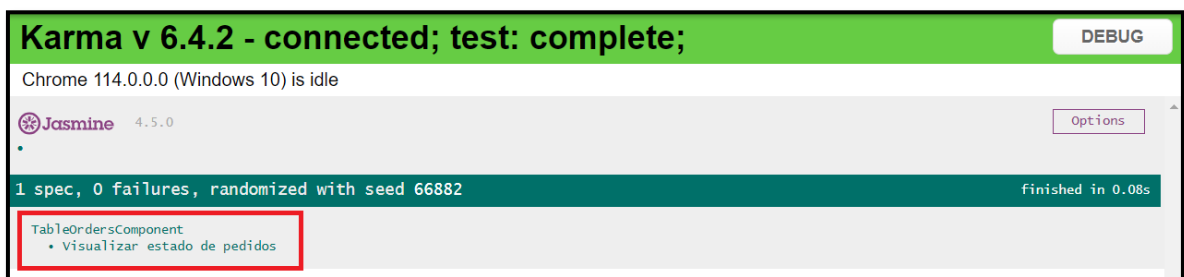 Karma v 6.4.2 - connected; test: complete;
DEBUG
Chrome 114.0.0.0 (Windows 10) is idle
Jasmine 4.5.0
Options
•
1 spec, 0 failures, randomized with seed 66882
finished in 0.08s
TableOrdersComponent
• Visualizar estado de pedidos